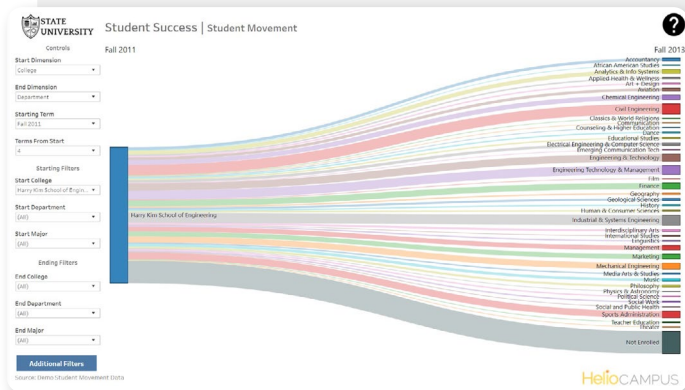 STATE
UNIVERSITY
Student Success | Student Movement
?
Controls
Fall 2011
Fall 2013
Start Dimension
College
End Dimension
Department
Starting Term
Fall 2011
Terms From Start
4
Starting Filters
Start College
Harry Kim School of Engin...
Start Department
(All)
Start Major
(All)
Ending Filters
End College
(All)
End Department
(All)
End Major
(All)
Additional Filters
Source: Demo Student Movement Data
Harry Kim School of Engineering
Accountancy
African American Studies
Analytics & Info Systems
Applied Health & Wellness
Art + Design
Aviation
Chemical Engineering
Civil Engineering
Classics & World Religions
Communication
Counseling & Higher Education
Dance
Educational Studies
Electrical Engineering & Computer Science
Emerging Communication Tech
Engineering & Technology
Engineering Technology & Management
Film
Finance
Geography
Geological Sciences
History
Human & Consumer Sciences
Industrial & Systems Engineering
Interdisciplinary Arts
International Studies
Linguistics
Management
Marketing
Mechanical Engineering
Media Arts & Studies
Music
Philosophy
Physics & Astronomy
Political Science
Social Work
Social and Public Health
Sports Administration
Teacher Education
Theater
Not Enrolled
HelioCAMPUS